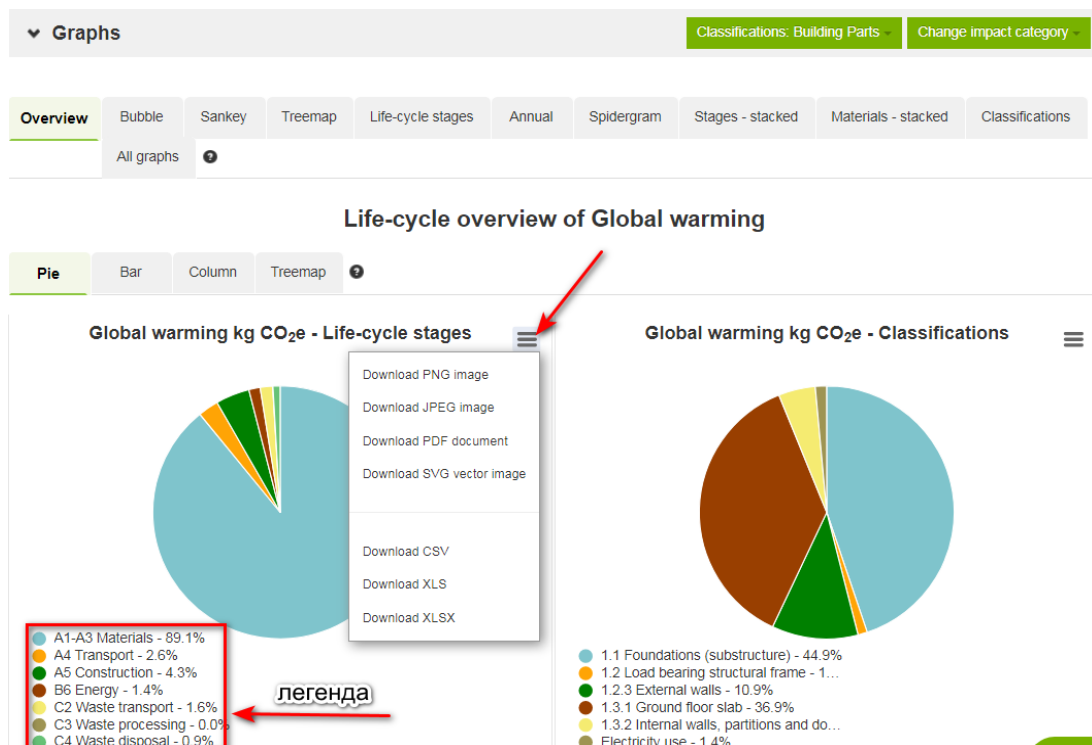 Graphs
Classifications: Building Parts
Change impact category
Overview
Bubble
Sankey
Treemap
Life-cycle stages
Annual
Spidergram
Stages - stacked
Materials - stacked
Classifications
All graphs
?
Life-cycle overview of Global warming
Pie
Bar
Column
Treemap
?
Global warming kg CO₂e - Life-cycle stages
Download PNG image
Download JPEG image
Download PDF document
Download SVG vector image
Download CSV
Download XLS
Download XLSX
A1-A3 Materials - 89.1%
A4 Transport - 2.6%
A5 Construction - 4.3%
B6 Energy - 1.4%
C2 Waste transport - 1.6%
C3 Waste processing - 0.0%
C4 Waste disposal - 0.9%
легенда
Global warming kg CO₂e - Classifications
1.1 Foundations (substructure) - 44.9%
1.2 Load bearing structural frame - 1…
1.2.3 External walls - 10.9%
1.3.1 Ground floor slab - 36.9%
1.3.2 Internal walls, partitions and do…
Electricity use - 1.4%